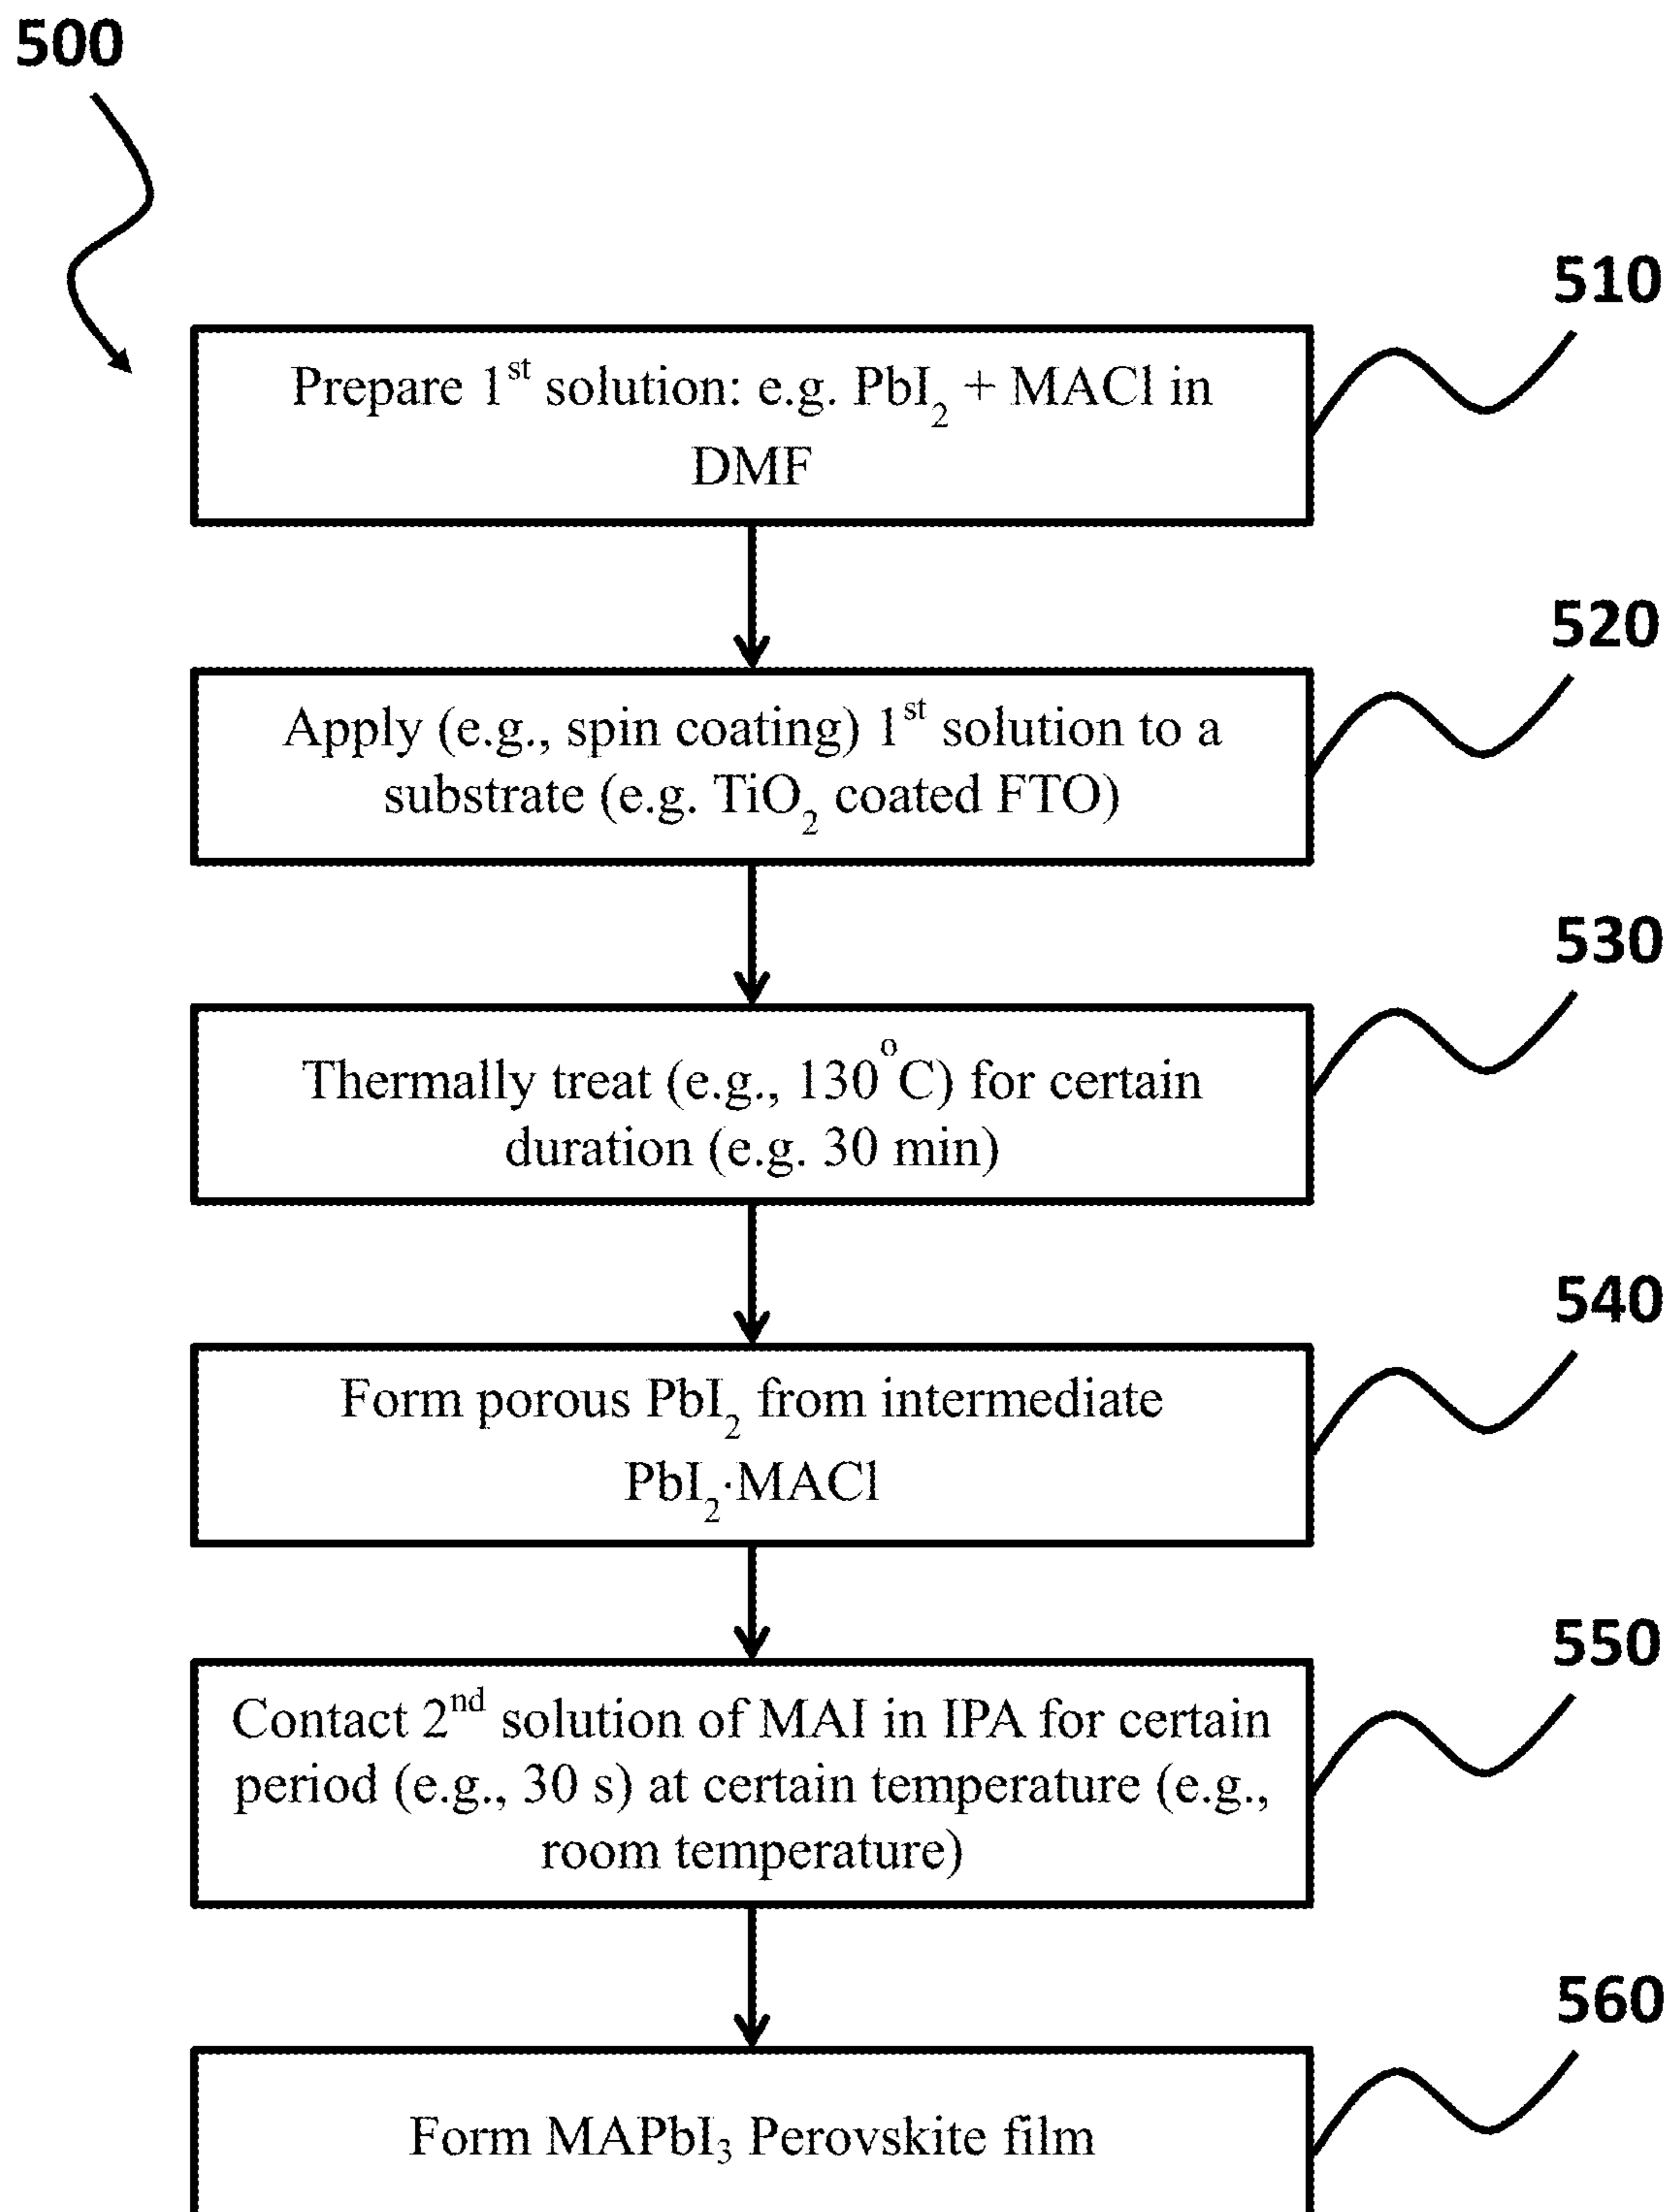 500
510
Prepare 1st solution: e.g. PbI2 + MACl in
DMF
520
Apply (e.g., spin coating) 1st solution to a
substrate (e.g. TiO2 coated FTO)
530
Thermally treat (e.g., 130°C) for certain
duration (e.g. 30 min)
540
Form porous PbI2 from intermediate
PbI2·MACl
550
Contact 2nd solution of MAI in IPA for certain
period (e.g., 30 s) at certain temperature (e.g.,
room temperature)
560
Form MAPbI3 Perovskite film